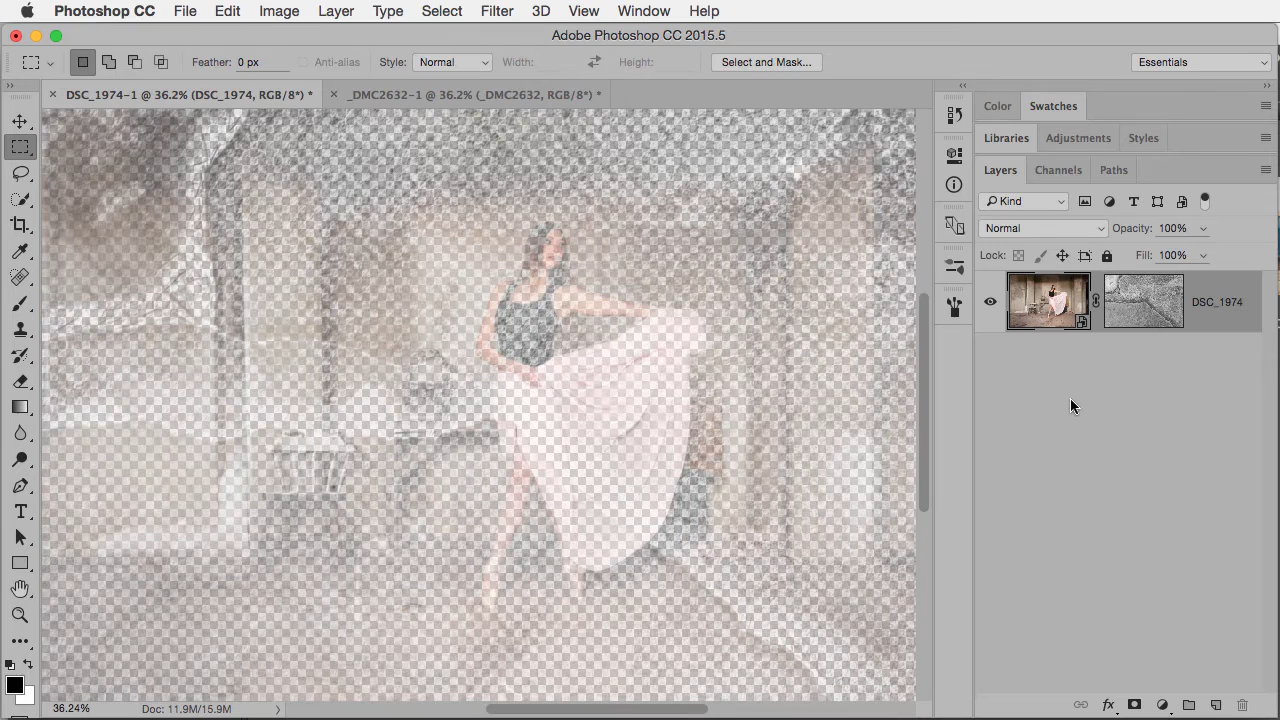 Photoshop CC File Edit Image Layer Type Select Filter 3D View Window Help
Adobe Photoshop CC 2015.5
Feather: 0 px Anti-alias Style: Normal Width: Height: Select and Mask... Essentials
DSC_1974-1 @ 36.2% (DSC_1974, RGB/8*) * _DMC2632-1 @ 36.2% (_DMC2632, RGB/8*) *
Color Swatches
Libraries Adjustments Styles
Layers Channels Paths
Kind
Normal Opacity: 100%
Lock: Fill: 100%
DSC_1974
36.24% Doc: 11.9M/15.9M